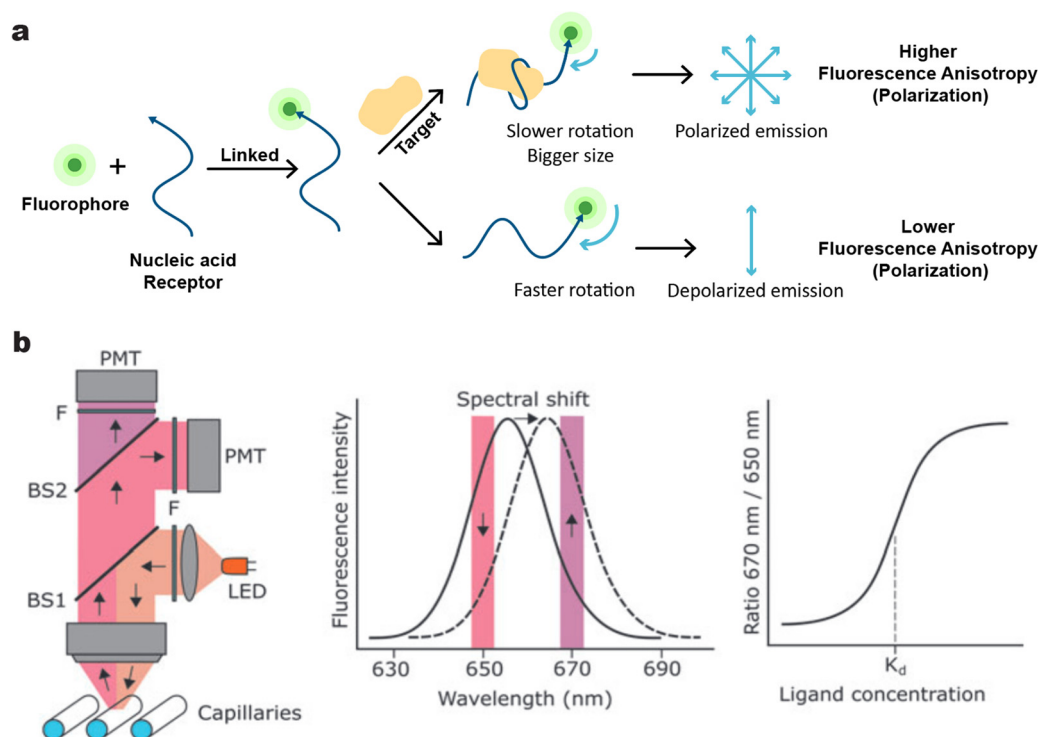 a
Fluorophore
+
Nucleic acid
Receptor
Linked
Target
Slower rotation
Bigger size
Polarized emission
Higher
Fluorescence Anisotropy
(Polarization)
Faster rotation
Depolarized emission
Lower
Fluorescence Anisotropy
(Polarization)
b
PMT
F
PMT
BS2
F
LED
BS1
Capillaries
Fluorescence intensity
Spectral shift
630
650
670
690
Wavelength (nm)
Ratio 670 nm / 650 nm
Kd
Ligand concentration